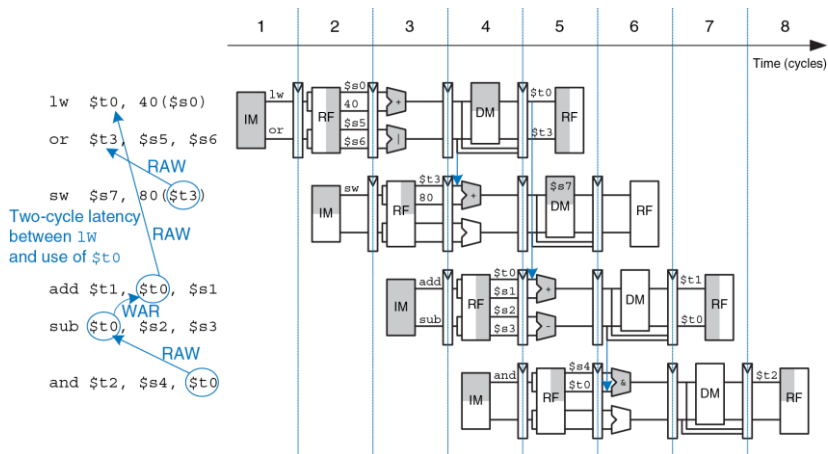 1 2 3 4 5 6 7 8
Time (cycles)
lw $t0, 40($s0)
or $t3, $s5, $s6
RAW
sw $s7, 80($t3)
Two-cycle latency
between lW
and use of $t0
RAW
add $t1, $t0, $s1
WAR
sub $t0, $s2, $s3
RAW
and $t2, $s4, $t0
IM
lw
or
RF
$s0
40
$s5
$s6
+
|
DM
$t0
$t3
RF
IM
sw
RF
$t3
80
+
$s7
DM
RF
IM
add
sub
RF
$t0
$s1
$s2
$s3
+
-
DM
$t1
$t0
RF
IM
and
RF
$s4
$t0
&
DM
$t2
RF